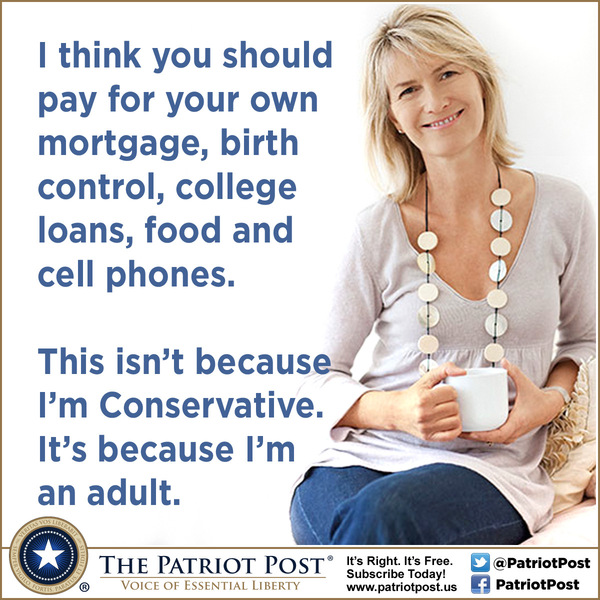 I think you should
pay for your own
mortgage, birth
control, college
loans, food and
cell phones.
This isn't because
I'm Conservative.
It's because I'm
an adult.
THE PATRIOT POST®
VOICE OF ESSENTIAL LIBERTY
®
It's Right. It's Free.
Subscribe Today!
www.patriotpost.us
@PatriotPost
PatriotPost